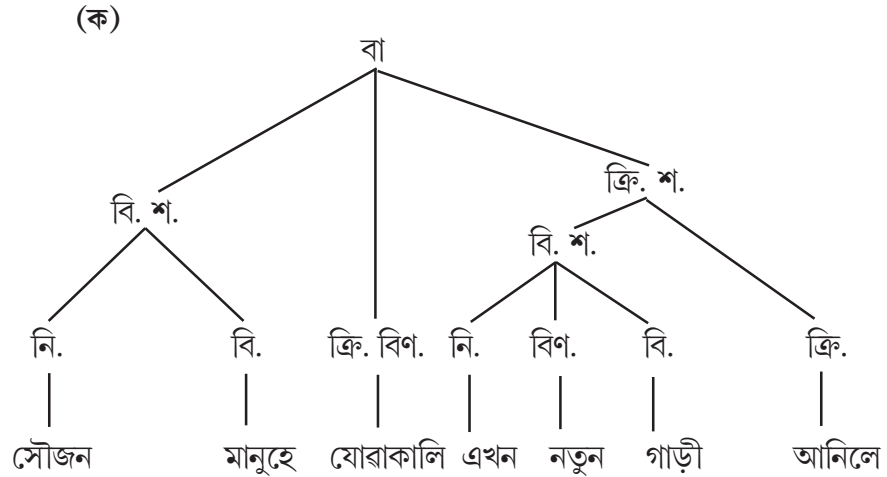 (ক)
বা
বি. শ. ক্রি. শ.
বি. শ.
নি. বি. ক্রি. বিণ. নি. বিণ. বি. ক্রি.
সৌজন মানুহে যোৱাকালি এখন নতুন গাড়ী আনিলে